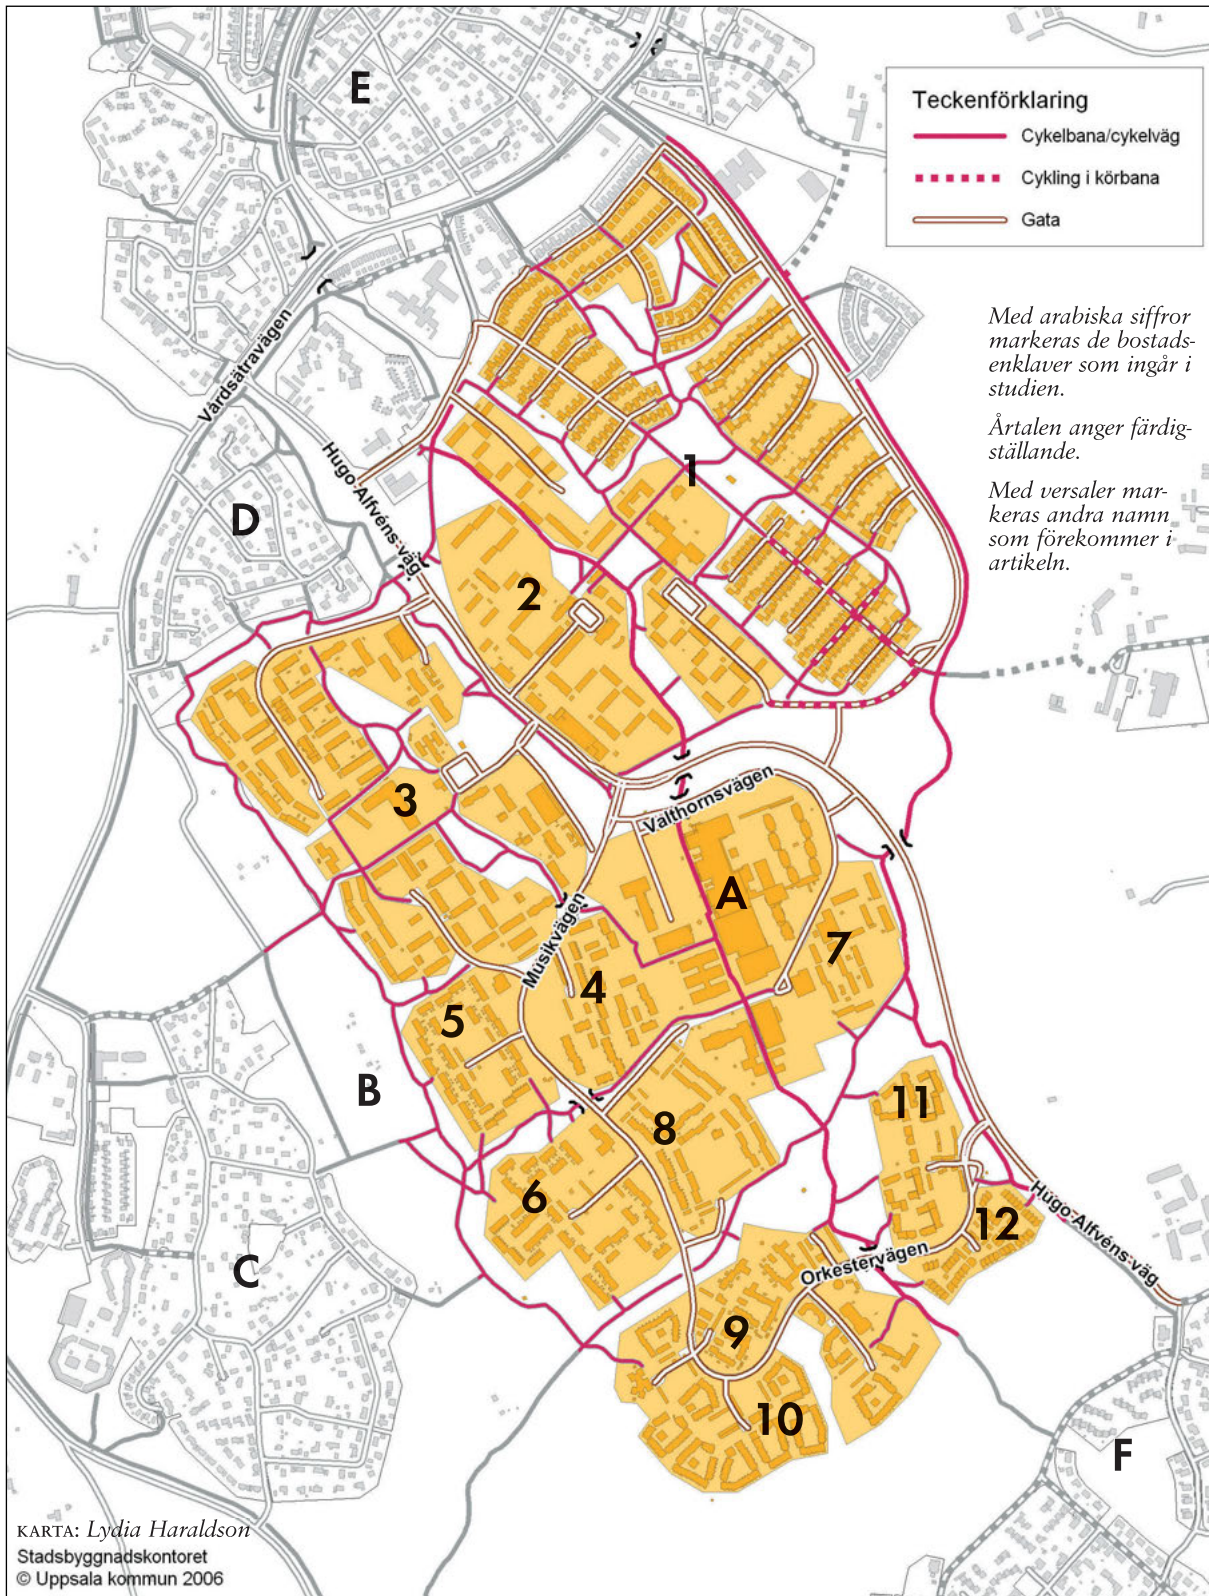 E
Teckenförklaring
Cykelbana/cykelväg
Cykling i körbana
Gata
Med arabiska siffror
markeras de bostads-
enklaver som ingår i
studien.
Årtalen anger färdig-
ställande.
Med versaler mar-
keras andra namn
som förekommer i
artikeln.
Vårdsätravägen
Hugo Alfvéns väg
1
D
2
3
Valthornsvägen
A
Musikvägen
7
4
5
B
11
8
6
12
Hugo Alfvéns väg
C
Orkestervägen
9
10
F
KARTA: Lydia Haraldson
Stadsbyggnadskontoret
© Uppsala kommun 2006